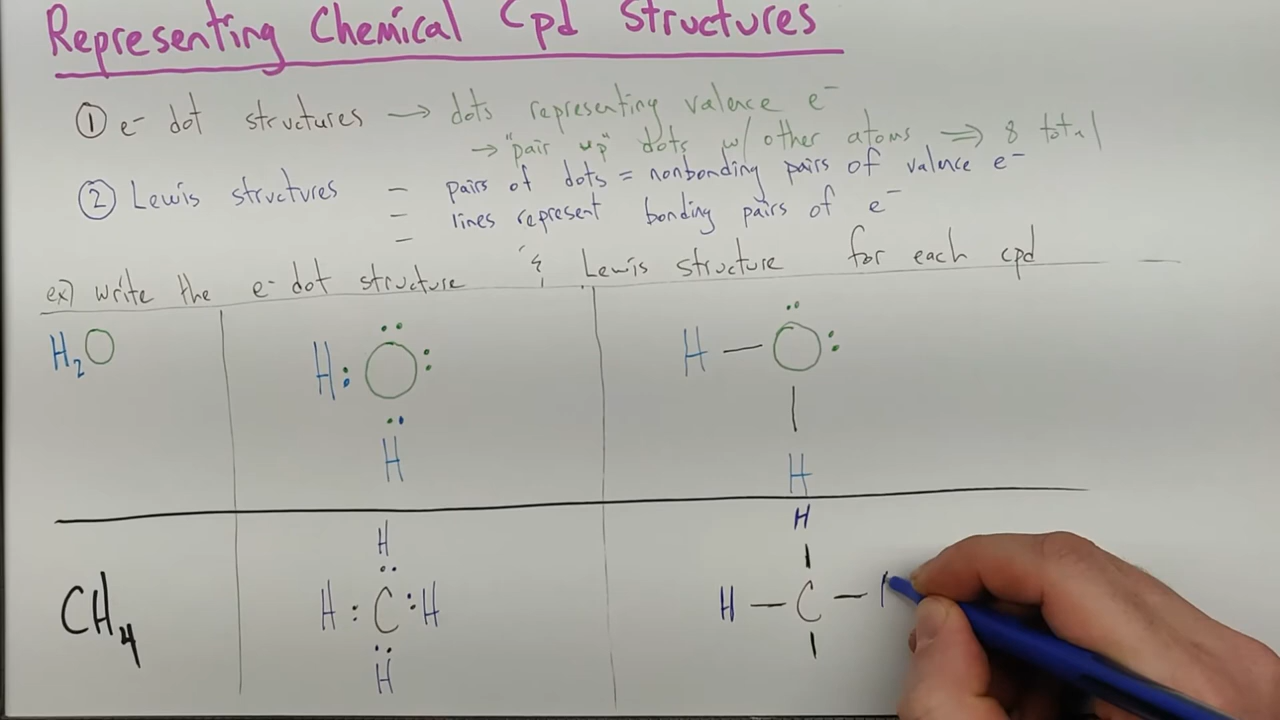 Representing Chemical Cpd Structures
① e⁻ dot structures → dots representing valence e⁻
→ "pair up" dots w/ other atoms ⇒ 8 total
② Lewis structures - pairs of dots = nonbonding pairs of valence e⁻
- lines represent bonding pairs of e⁻
-
ex) write the e⁻ dot structure & Lewis structure for each cpd
H₂O
H : O :
H
H — O :
H
CH₄
H
H : C : H
H
H
H — C —